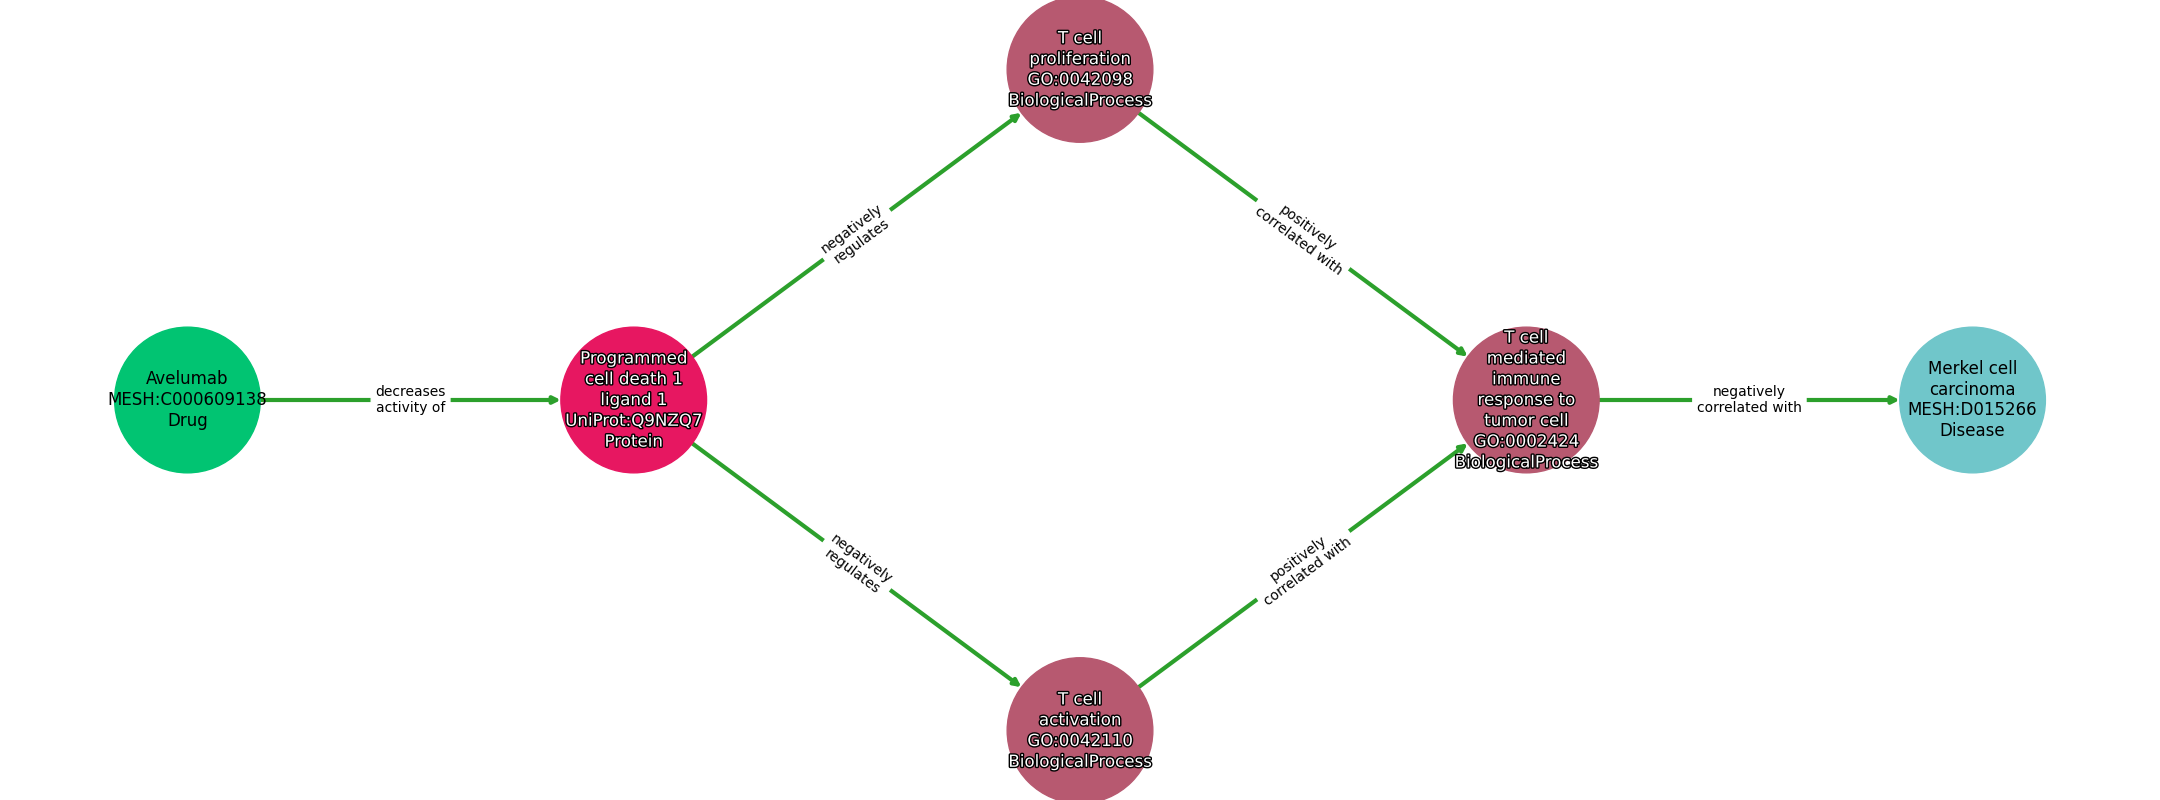 T cell
proliferation
GO:0042098
BiologicalProcess
negatively
regulates
positively
correlated with
Avelumab
MESH:C000609138
Drug
decreases
activity of
Programmed
cell death 1
ligand 1
UniProt:Q9NZQ7
Protein
T cell
mediated
immune
response to
tumor cell
GO:0002424
BiologicalProcess
negatively
correlated with
Merkel cell
carcinoma
MESH:D015266
Disease
negatively
regulates
positively
correlated with
T cell
activation
GO:0042110
BiologicalProcess